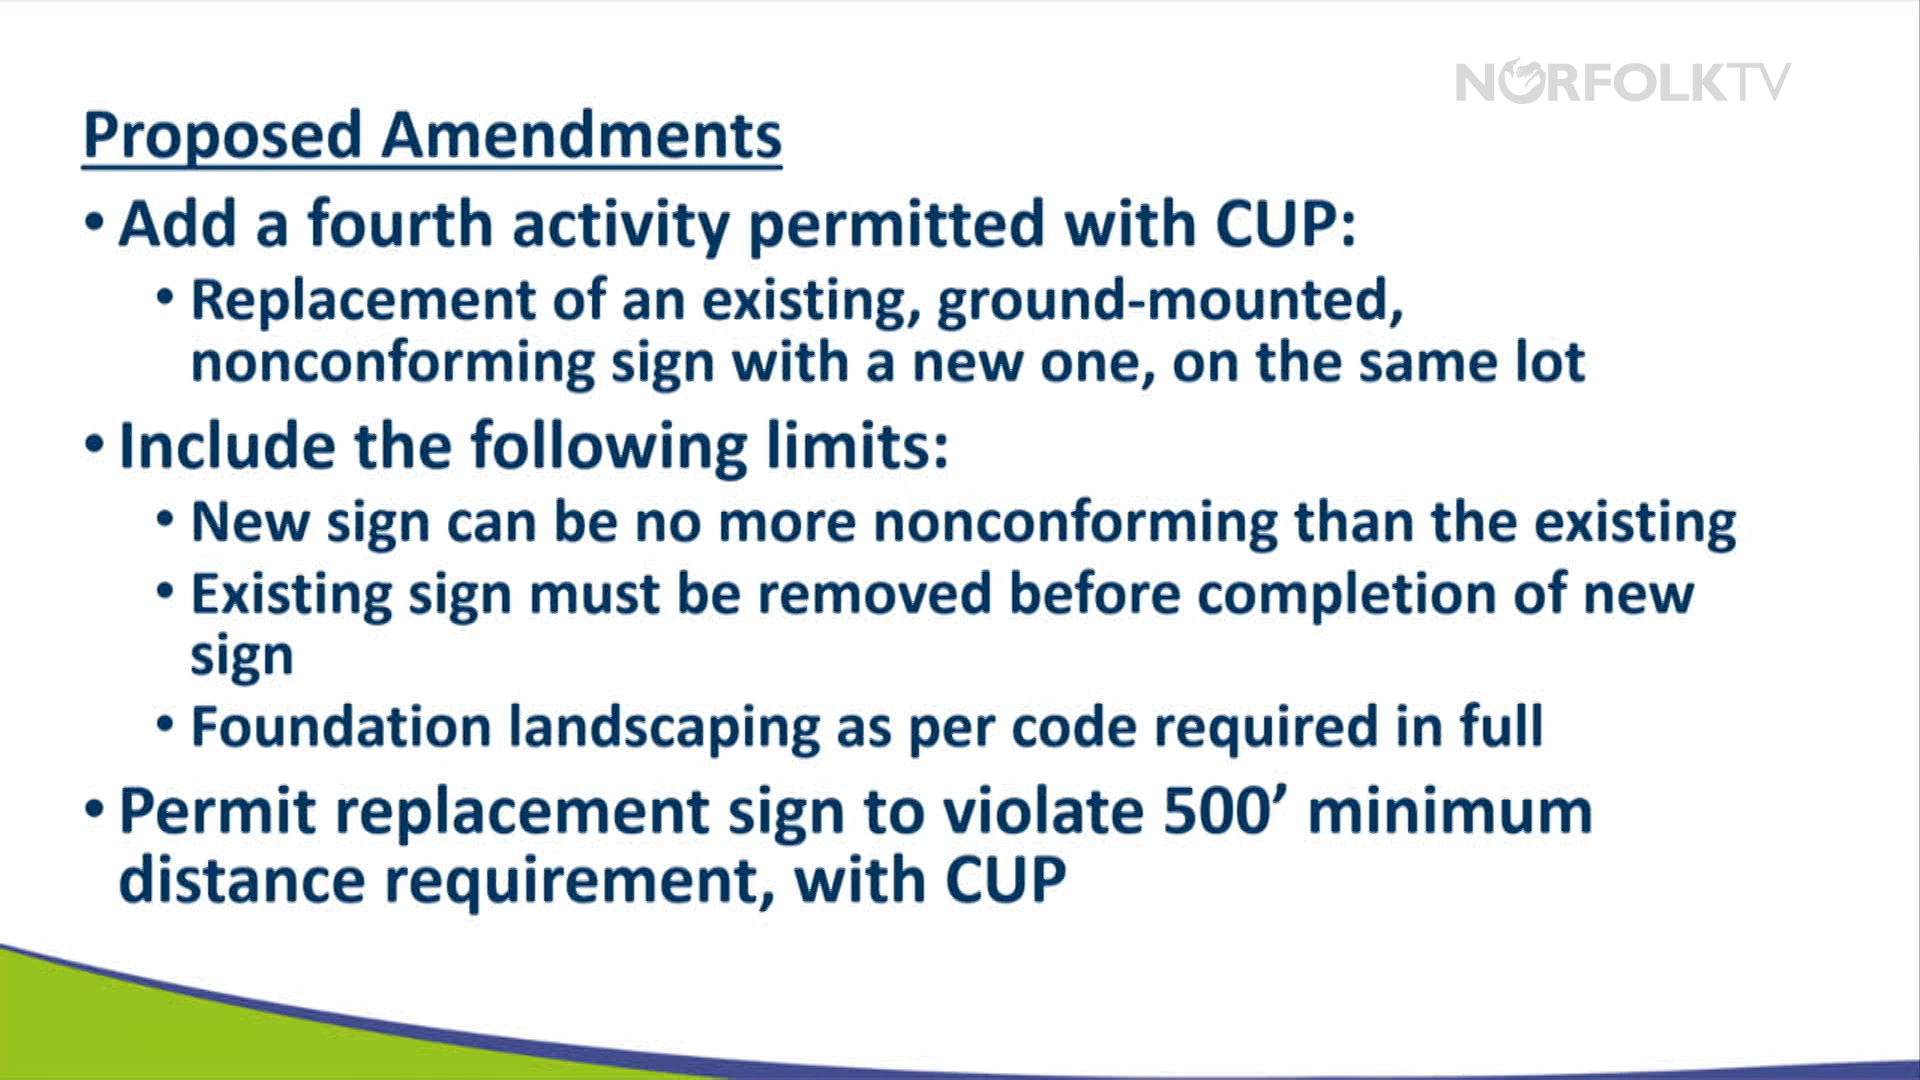 NORFOLKTV
Proposed Amendments
• Add a fourth activity permitted with CUP:
• Replacement of an existing, ground-mounted,
nonconforming sign with a new one, on the same lot
• Include the following limits:
• New sign can be no more nonconforming than the existing
• Existing sign must be removed before completion of new
sign
• Foundation landscaping as per code required in full
• Permit replacement sign to violate 500’ minimum
distance requirement, with CUP